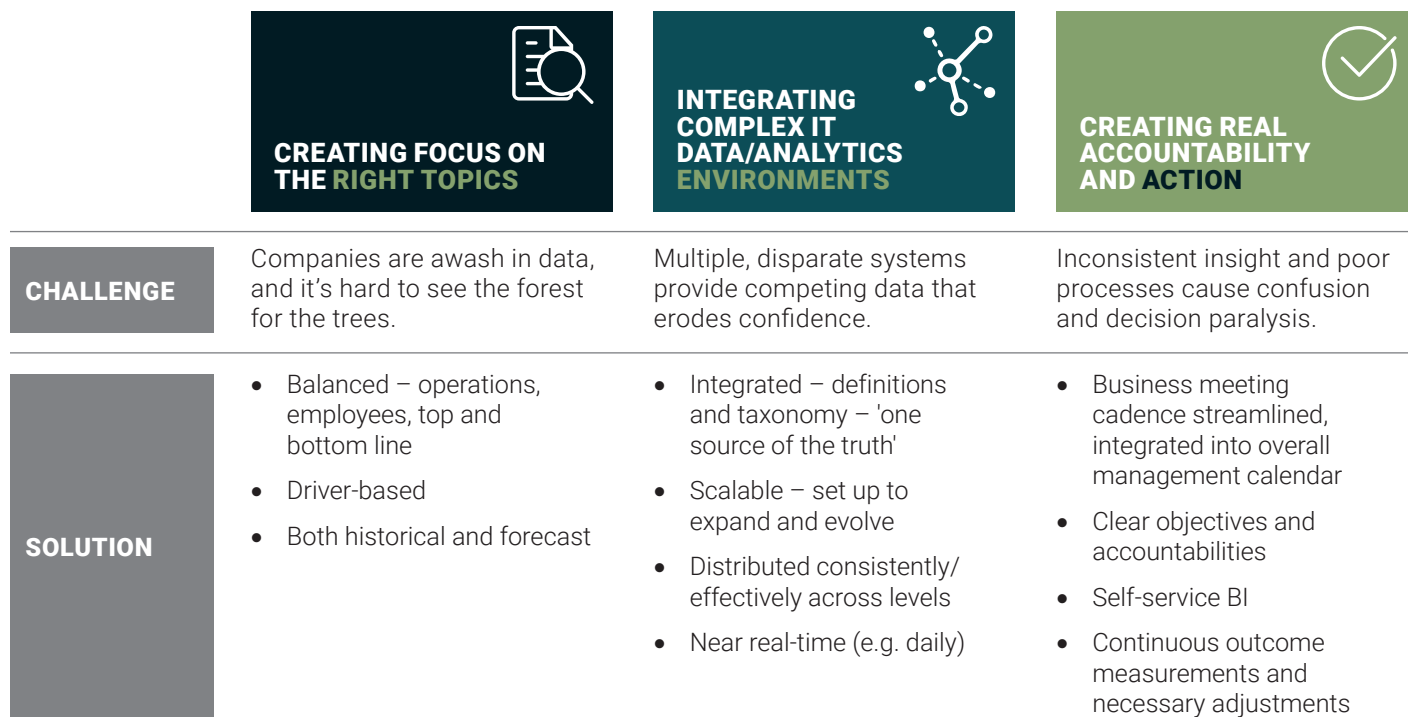 CREATING FOCUS ON
THE RIGHT TOPICS
INTEGRATING
COMPLEX IT
DATA/ANALYTICS
ENVIRONMENTS
CREATING REAL
ACCOUNTABILITY
AND ACTION
CHALLENGE
Companies are awash in data,
and it’s hard to see the forest
for the trees.
Multiple, disparate systems
provide competing data that
erodes confidence.
Inconsistent insight and poor
processes cause confusion
and decision paralysis.
SOLUTION
• Balanced – operations,
employees, top and
bottom line
• Driver-based
• Both historical and forecast
• Integrated – definitions
and taxonomy – 'one
source of the truth'
• Scalable – set up to
expand and evolve
• Distributed consistently/
effectively across levels
• Near real-time (e.g. daily)
• Business meeting
cadence streamlined,
integrated into overall
management calendar
• Clear objectives and
accountabilities
• Self-service BI
• Continuous outcome
measurements and
necessary adjustments